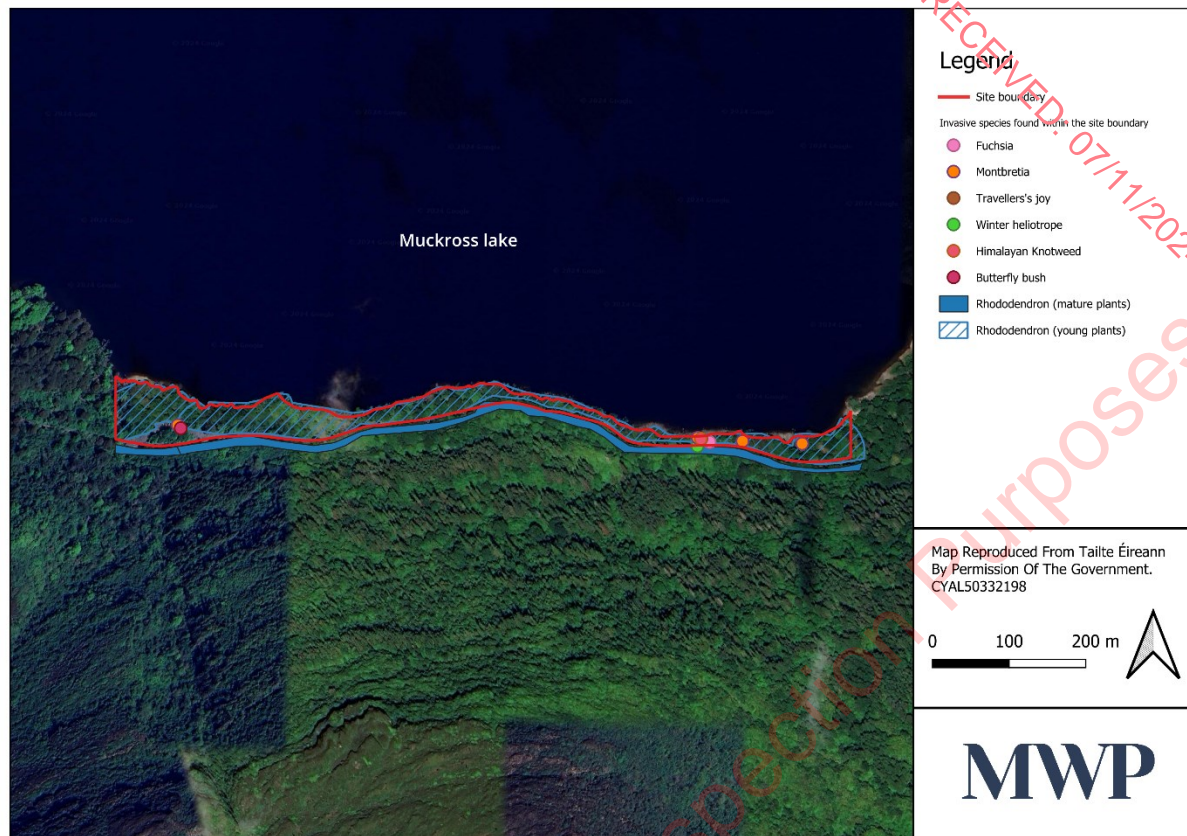 Muckross lake
Legend
Site boundary
Invasive species found within the site boundary
Fuchsia
Montbretia
Travellers's joy
Winter heliotrope
Himalayan Knotweed
Butterfly bush
Rhododendron (mature plants)
Rhododendron (young plants)
RECEIVED: 07/11/202
Map Reproduced From Tailte Éireann
By Permission Of The Government.
CYAL50332198
0 100 200 m
MWP
pection Purposes